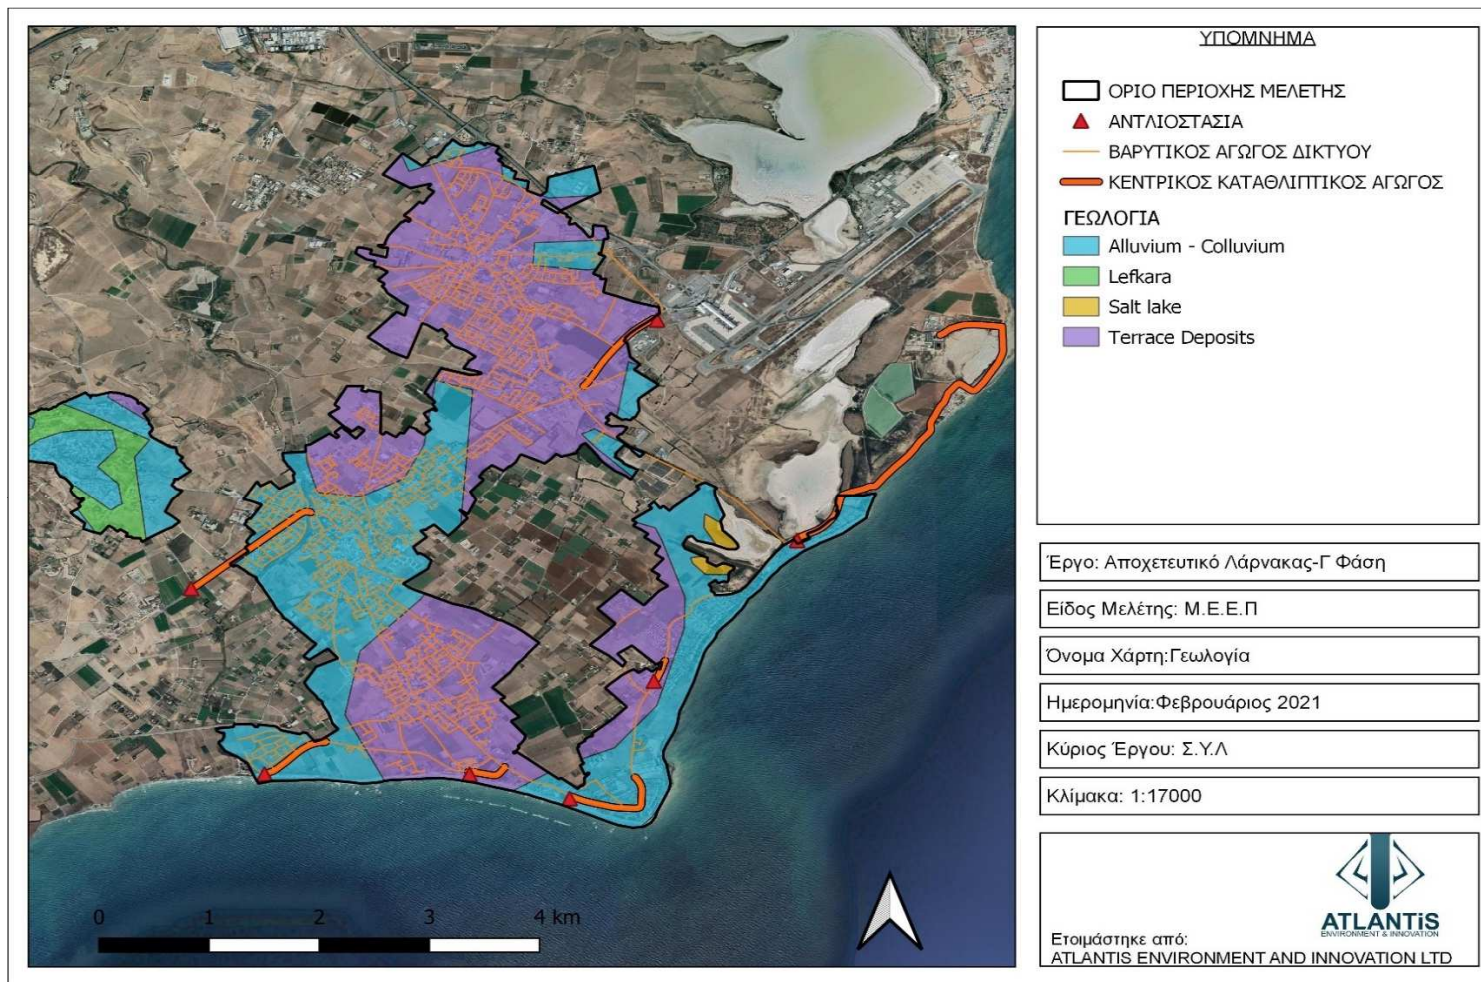 ΥΠΟΜΝΗΜΑ
ΟΡΙΟ ΠΕΡΙΟΧΗΣ ΜΕΛΕΤΗΣ
ΑΝΤΛΙΟΣΤΑΣΙΑ
ΒΑΡΥΤΙΚΟΣ ΑΓΩΓΟΣ ΔΙΚΤΥΟΥ
ΚΕΝΤΡΙΚΟΣ ΚΑΤΑΘΛΙΠΤΙΚΟΣ ΑΓΩΓΟΣ
ΓΕΩΛΟΓΙΑ
Alluvium - Colluvium
Lefkara
Salt lake
Terrace Deposits
Έργο: Αποχετευτικό Λάρνακας-Γ Φάση
Είδος Μελέτης: Μ.Ε.Ε.Π
Όνομα Χάρτη:Γεωλογία
Ημερομηνία:Φεβρουάριος 2021
Κύριος Έργου: Σ.Υ.Λ
Κλίμακα: 1:17000
ATLANTiS
ENVIRONMENT & INNOVATION
Ετοιμάστηκε από:
ATLANTIS ENVIRONMENT AND INNOVATION LTD
0 1 2 3 4 km